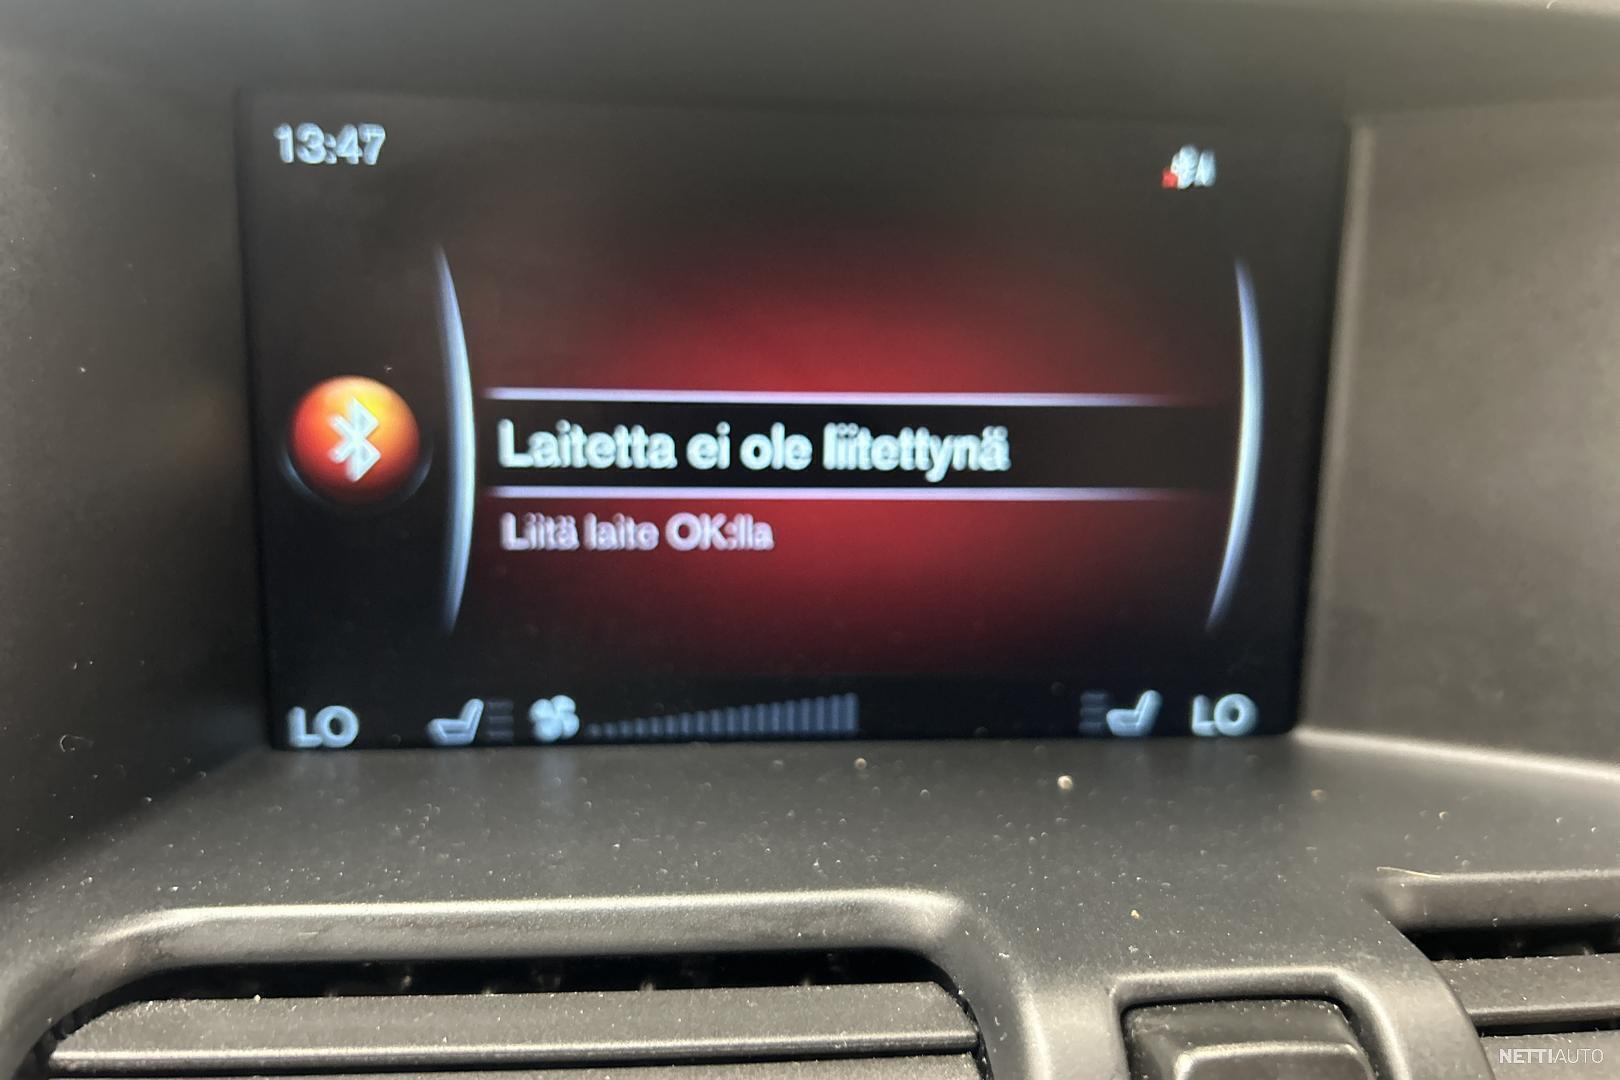 13:47
Laitetta ei ole liitettynä
Liitä laite OK:lla
LO LO
NETTIAUTO